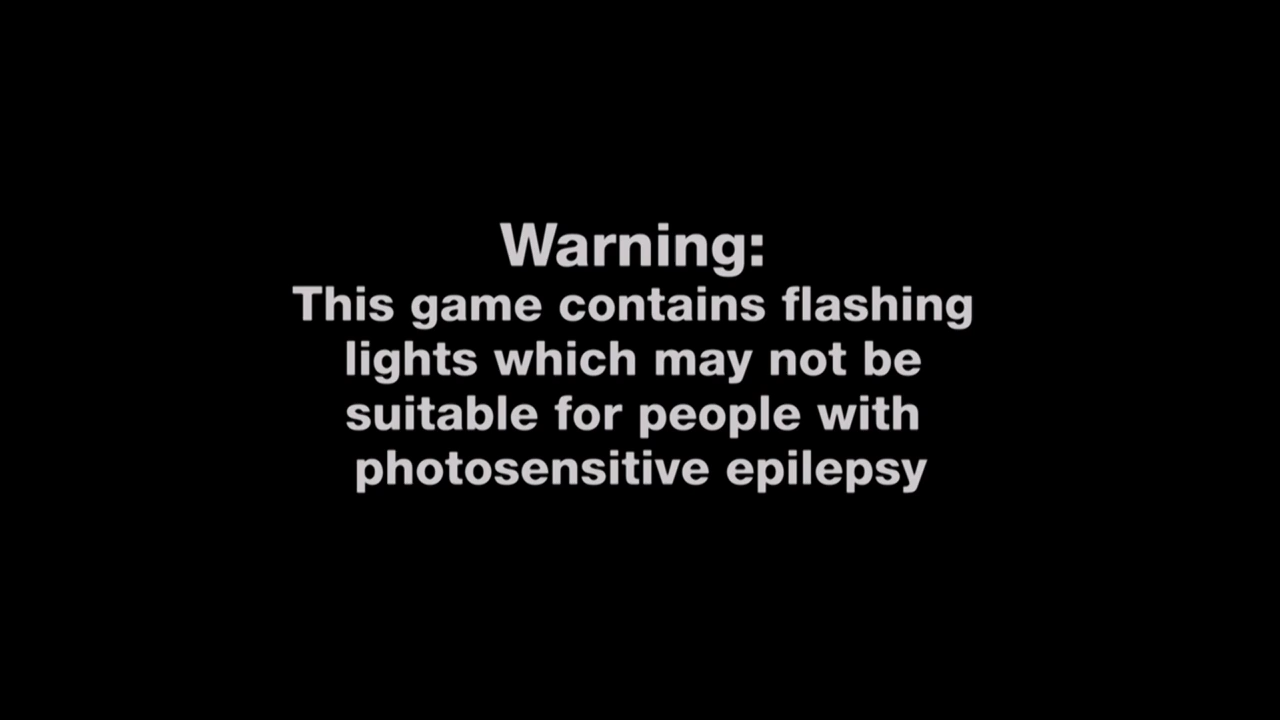 Warning:
This game contains flashing
lights which may not be
suitable for people with
photosensitive epilepsy